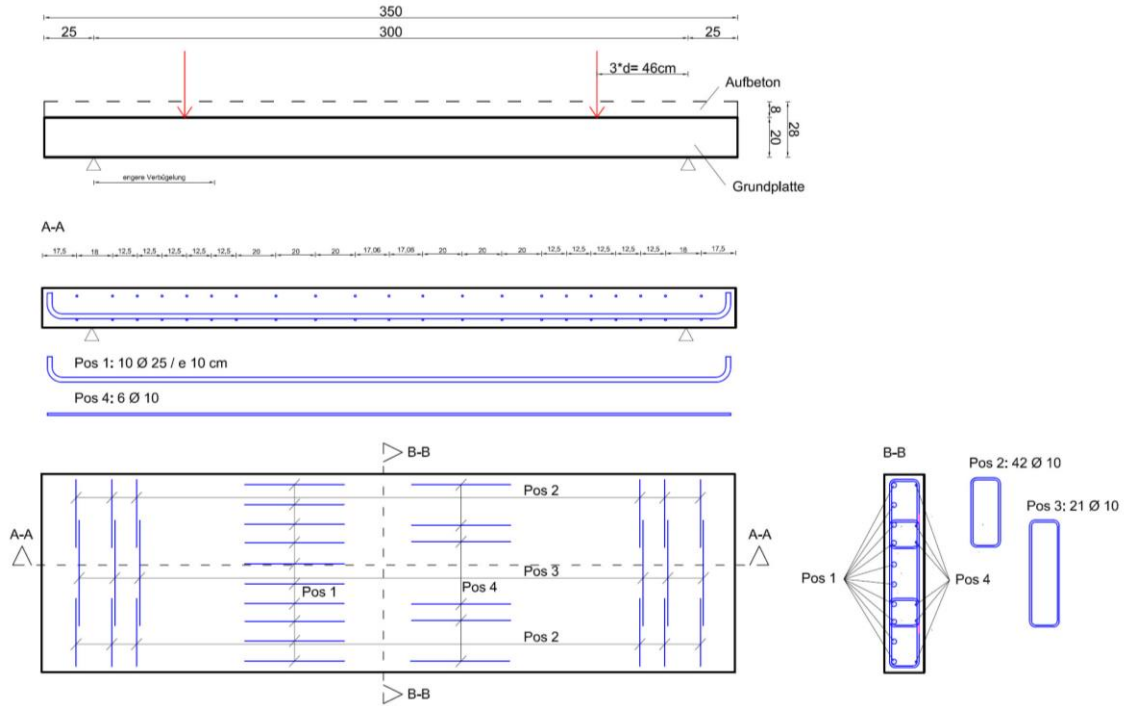 350
25 300 25
3*d= 46cm
Aufbeton
8
20
28
engere Verbügelung
Grundplatte
A-A
17,5 18 12,5 12,5 12,5 12,5 12,5 20 20 20 17,06 17,06 20 20 20 12,5 12,5 12,5 12,5 12,5 18 17,5
Pos 1: 10 Ø 25 / e 10 cm
Pos 4: 6 Ø 10
B-B
B-B
Pos 2: 42 Ø 10
Pos 2
Pos 3: 21 Ø 10
A-A
A-A
Pos 3
Pos 1
Pos 4
Pos 1
Pos 4
Pos 2
B-B